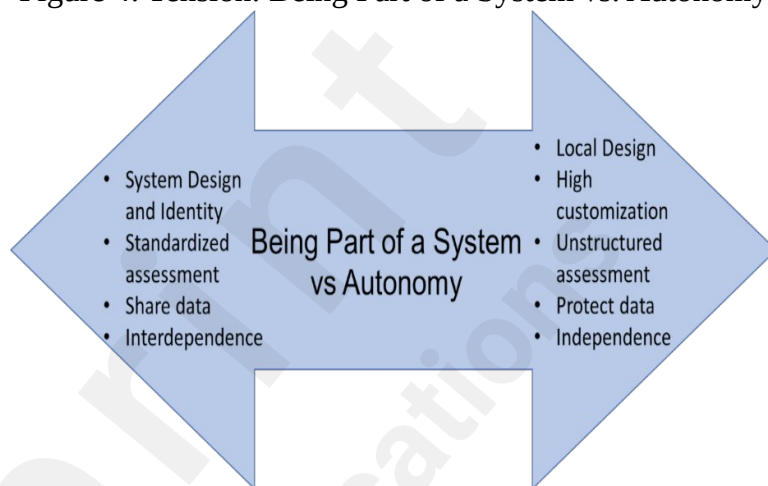 Figure 4: Tension: Being Part of a System vs. Autonomy
• System Design
and Identity
• Standardized
assessment
• Share data
• Interdependence
Being Part of a System
vs Autonomy
• Local Design
• High
customization
• Unstructured
assessment
• Protect data
• Independence